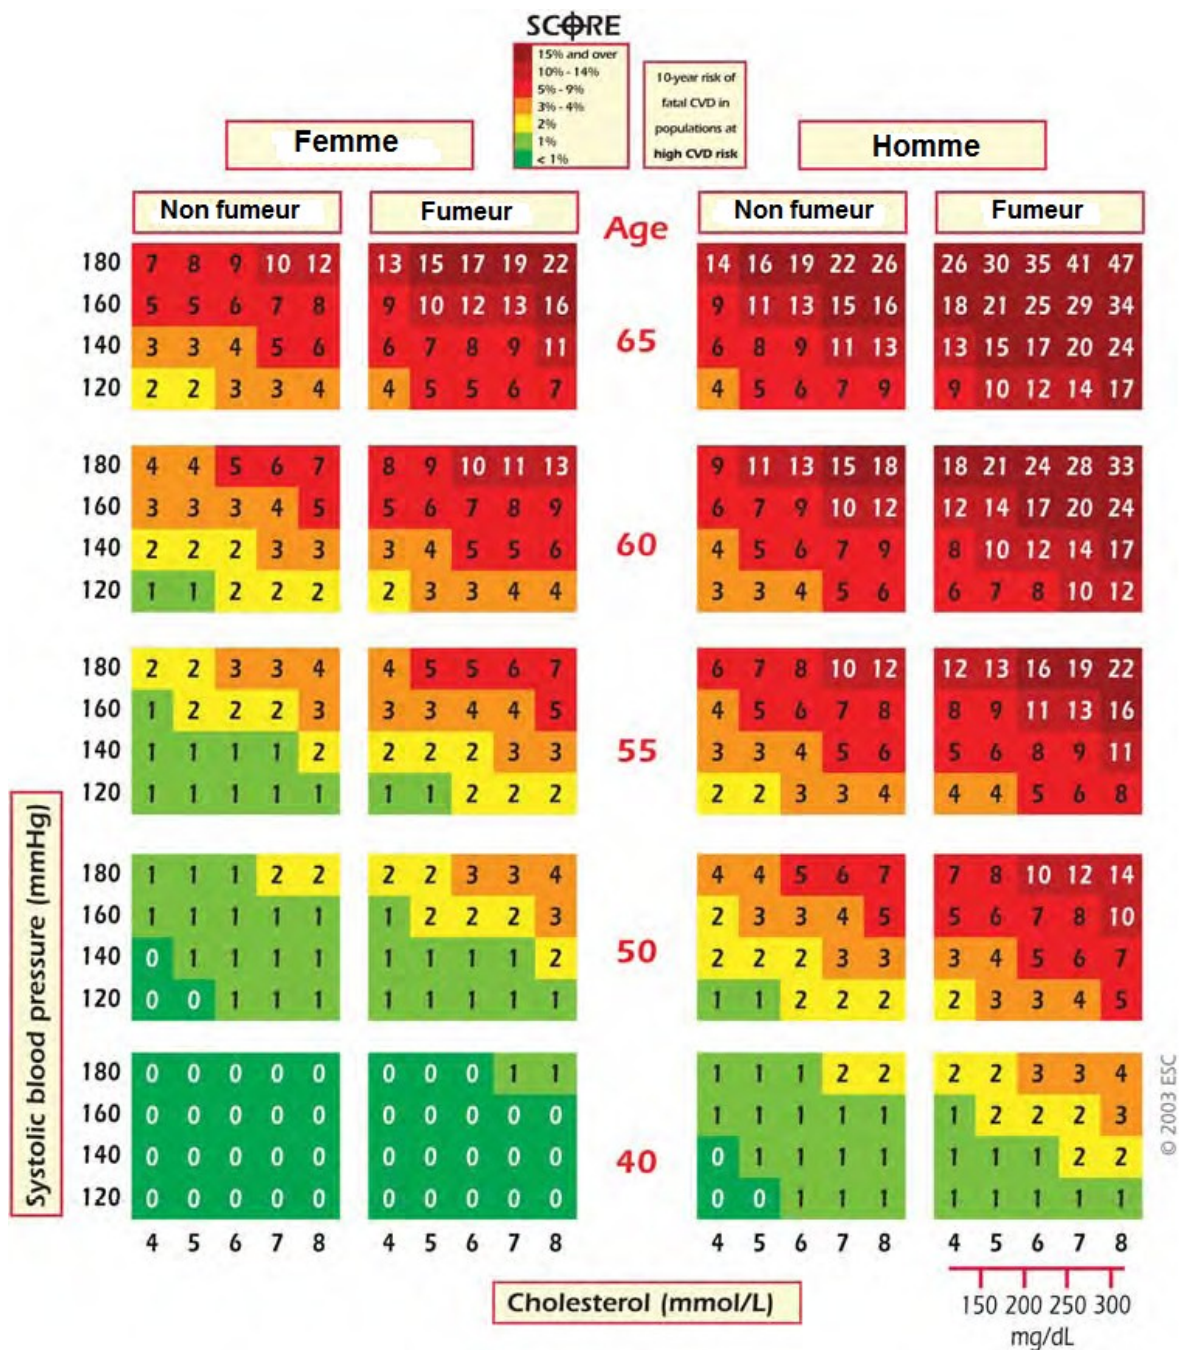 SCORE
15% and over
10% - 14%
5% - 9%
3% - 4%
2%
1%
< 1%
10-year risk of
fatal CVD in
populations at
high CVD risk
Femme
Homme
Non fumeur Fumeur Age Non fumeur Fumeur
180 7 8 9 10 12 13 15 17 19 22 14 16 19 22 26 26 30 35 41 47
160 5 5 6 7 8 9 10 12 13 16 9 11 13 15 16 18 21 25 29 34
65
140 3 3 4 5 6 6 7 8 9 11 6 8 9 11 13 13 15 17 20 24
120 2 2 3 3 4 4 5 5 6 7 4 5 6 7 9 9 10 12 14 17
180 4 4 5 6 7 8 9 10 11 13 9 11 13 15 18 18 21 24 28 33
160 3 3 3 4 5 5 6 7 8 9 6 7 9 10 12 12 14 17 20 24
60
140 2 2 2 3 3 3 4 5 5 6 4 5 6 7 9 8 10 12 14 17
120 1 1 2 2 2 2 3 3 4 4 3 3 4 5 6 6 7 8 10 12
180 2 2 3 3 4 4 5 5 6 7 6 7 8 10 12 12 13 16 19 22
160 1 2 2 2 3 3 3 4 4 5 4 5 6 7 8 8 9 11 13 16
55
140 1 1 1 1 2 2 2 2 3 3 3 3 4 5 6 5 6 8 9 11
120 1 1 1 1 1 1 1 2 2 2 2 2 3 3 4 4 4 5 6 8
180 1 1 1 2 2 2 2 3 3 4 4 4 5 6 7 7 8 10 12 14
160 1 1 1 1 1 1 2 2 2 3 2 3 3 4 5 5 6 7 8 10
50
140 0 1 1 1 1 1 1 1 1 2 2 2 2 3 3 3 4 5 6 7
120 0 0 1 1 1 1 1 1 1 1 1 1 2 2 2 2 3 3 4 5
180 0 0 0 0 0 0 0 0 1 1 1 1 1 2 2 2 2 3 3 4
160 0 0 0 0 0 0 0 0 0 0 1 1 1 1 1 1 2 2 2 3
40
140 0 0 0 0 0 0 0 0 0 0 0 1 1 1 1 1 1 1 2 2
120 0 0 0 0 0 0 0 0 0 0 0 0 1 1 1 1 1 1 1 1
4 5 6 7 8 4 5 6 7 8 4 5 6 7 8 4 5 6 7 8
Systolic blood pressure (mmHg)
Cholesterol (mmol/L)
150 200 250 300
mg/dL
© 2003 ESC